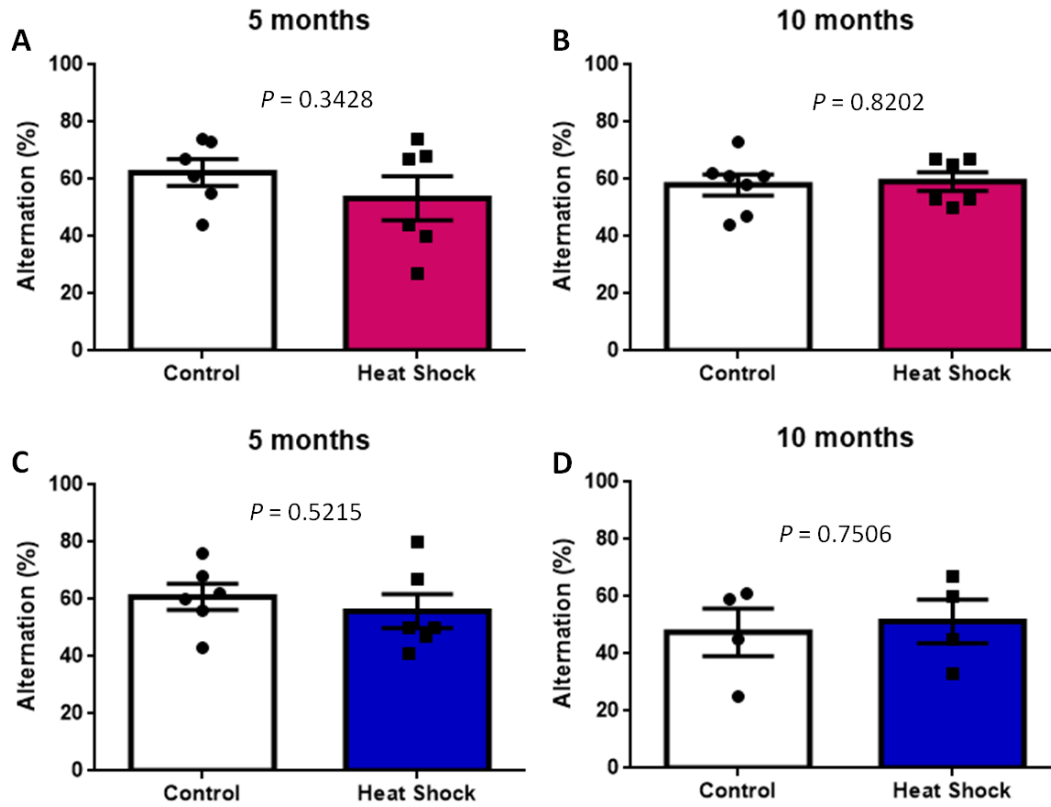 A
5 months
Alternation (%)
100
80
60
40
20
0
P = 0.3428
Control
Heat Shock
B
10 months
Alternation (%)
100
80
60
40
20
0
P = 0.8202
Control
Heat Shock
C
5 months
Alternation (%)
100
80
60
40
20
0
P = 0.5215
Control
Heat Shock
D
10 months
Alternation (%)
100
80
60
40
20
0
P = 0.7506
Control
Heat Shock